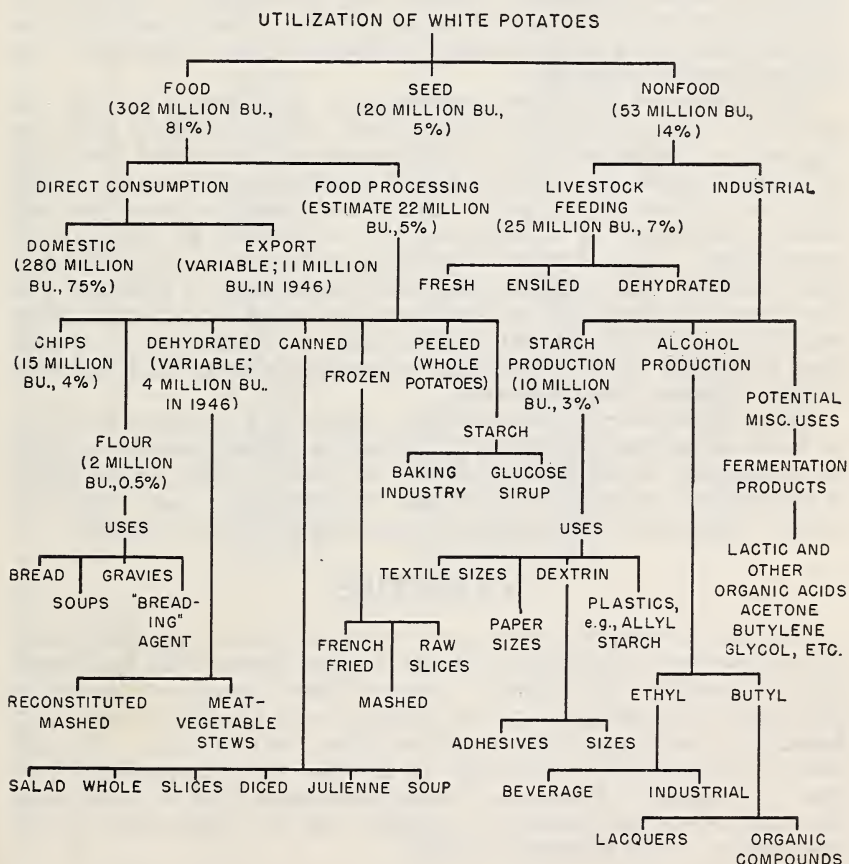 UTILIZATION OF WHITE POTATOES
FOOD
(302 MILLION BU.,
81%)
SEED
(20 MILLION BU.,
5%)
NONFOOD
(53 MILLION BU.,
14%)
DIRECT CONSUMPTION
FOOD PROCESSING
(ESTIMATE 22 MILLION
BU.,5%)
LIVESTOCK
FEEDING
(25 MILLION BU., 7%)
INDUSTRIAL
DOMESTIC
(280 MILLION
BU., 75%)
EXPORT
(VARIABLE; 11 MILLION
BU. IN 1946)
FRESH
ENSILED
DEHYDRATED
CHIPS
(15 MILLION
BU., 4%)
DEHYDRATED
(VARIABLE;
4 MILLION BU.
IN 1946)
CANNED
FROZEN
PEELED
(WHOLE
POTATOES)
STARCH
PRODUCTION
(10 MILLION
BU., 3%)
ALCOHOL
PRODUCTION
POTENTIAL
MISC. USES
FLOUR
(2 MILLION
BU.,0.5%)
STARCH
BAKING
INDUSTRY
GLUCOSE
SIRUP
FERMENTATION
PRODUCTS
USES
USES
LACTIC AND
OTHER
ORGANIC ACIDS
ACETONE
BUTYLENE
GLYCOL, ETC.
BREAD
SOUPS
GRAVIES
"BREAD-
ING"
AGENT
TEXTILE SIZES
PAPER
SIZES
DEXTRIN
PLASTICS,
e.g., ALLYL
STARCH
FRENCH
FRIED
MASHED
RAW
SLICES
RECONSTITUTED
MASHED
MEAT-
VEGETABLE
STEWS
ETHYL
BUTYL
ADHESIVES
SIZES
SALAD
WHOLE
SLICES
DICED
JULIENNE
SOUP
BEVERAGE
INDUSTRIAL
LACQUERS
ORGANIC
COMPOUNDS